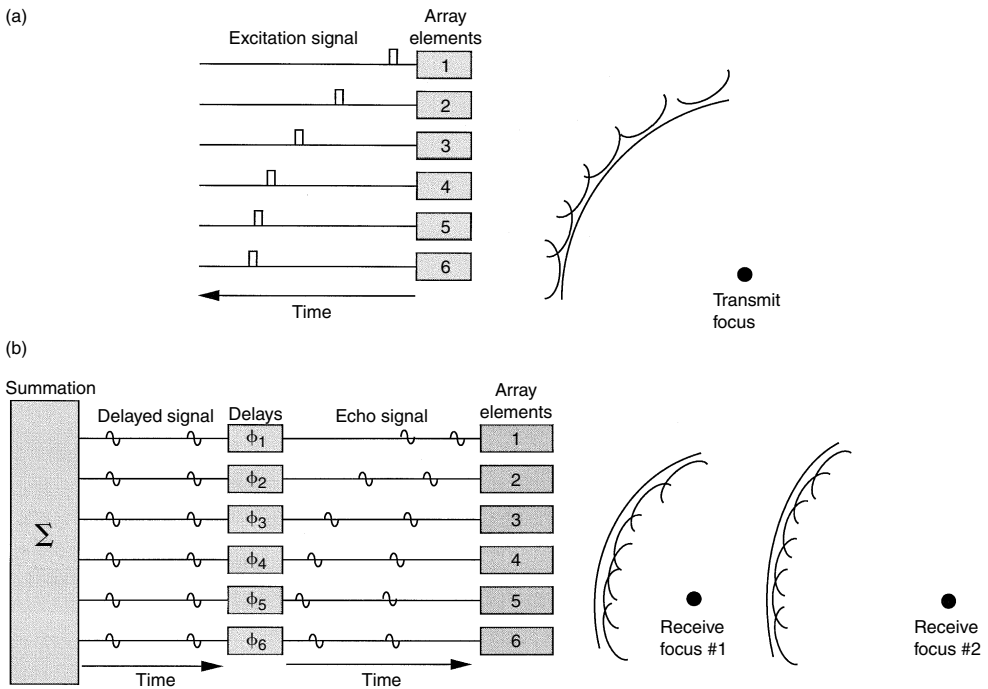 (a)
Excitation signal
Array
elements
1
2
3
4
5
6
Time
Transmit
focus
(b)
Summation
Delayed signal
Delays
Echo signal
Array
elements
Σ
ϕ1
1
ϕ2
2
ϕ3
3
ϕ4
4
ϕ5
5
ϕ6
6
Time
Time
Receive
focus #1
Receive
focus #2